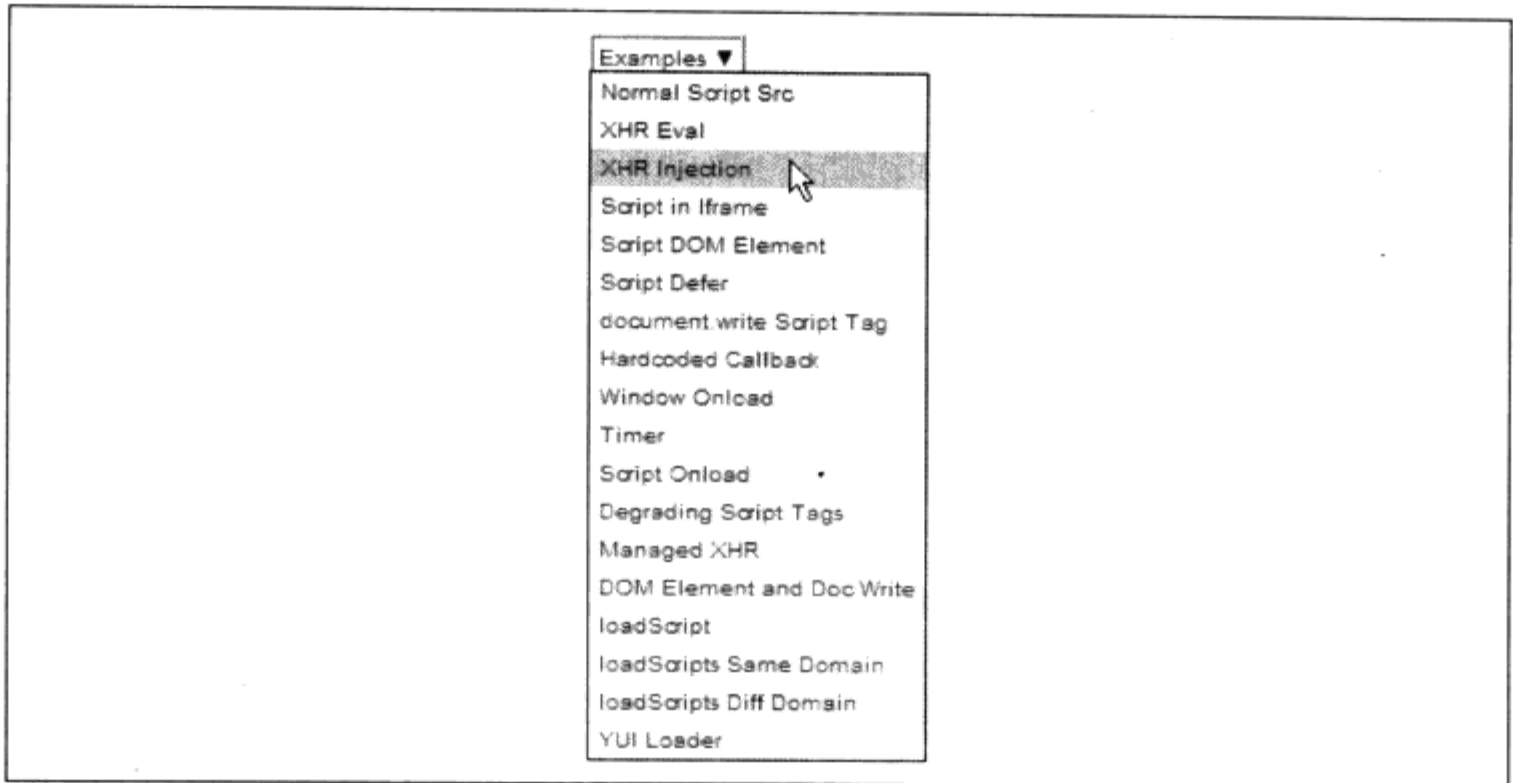 Examples ▼
Normal Script Src
XHR Eval
XHR Injection
Script in Iframe
Script DOM Element
Script Defer
document.write Script Tag
Hardcoded Callback
Window Onload
Timer
Script Onload
Degrading Script Tags
Managed XHR
DOM Element and Doc Write
loadScript
loadScripts Same Domain
loadScripts Diff Domain
YUI Loader